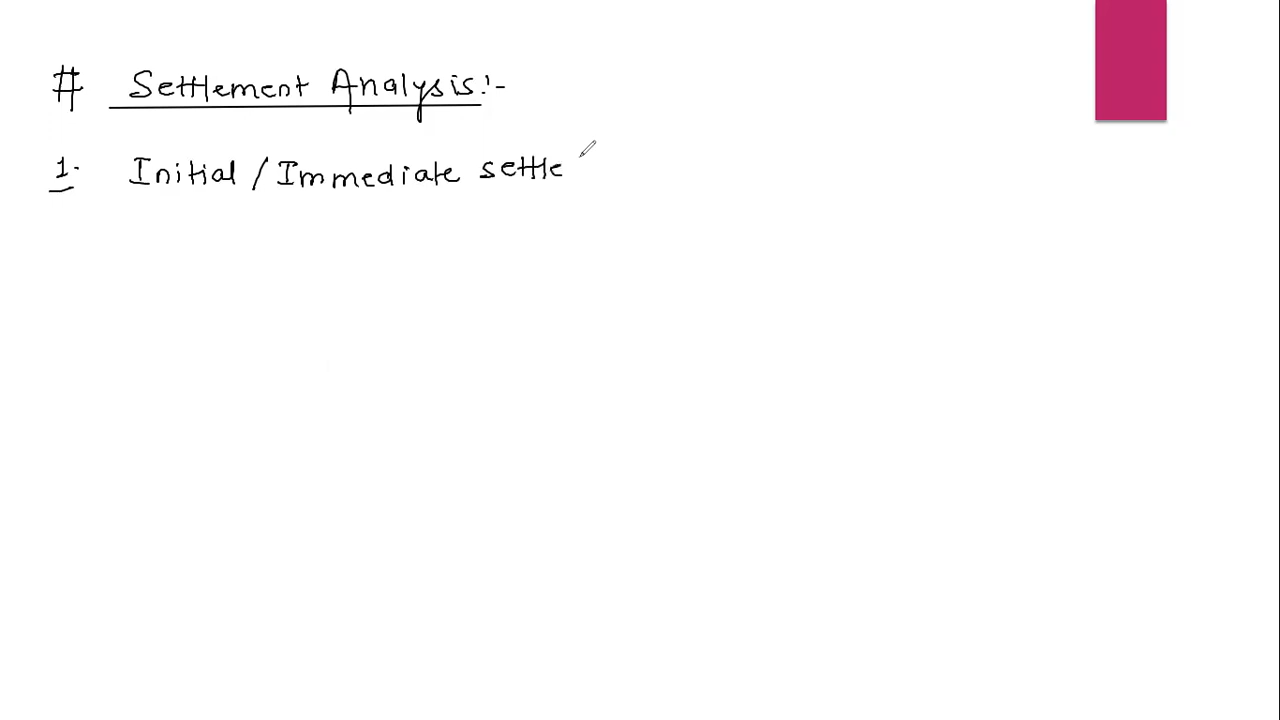 # Settlement Analysis:-
1. Initial / Immediate settle